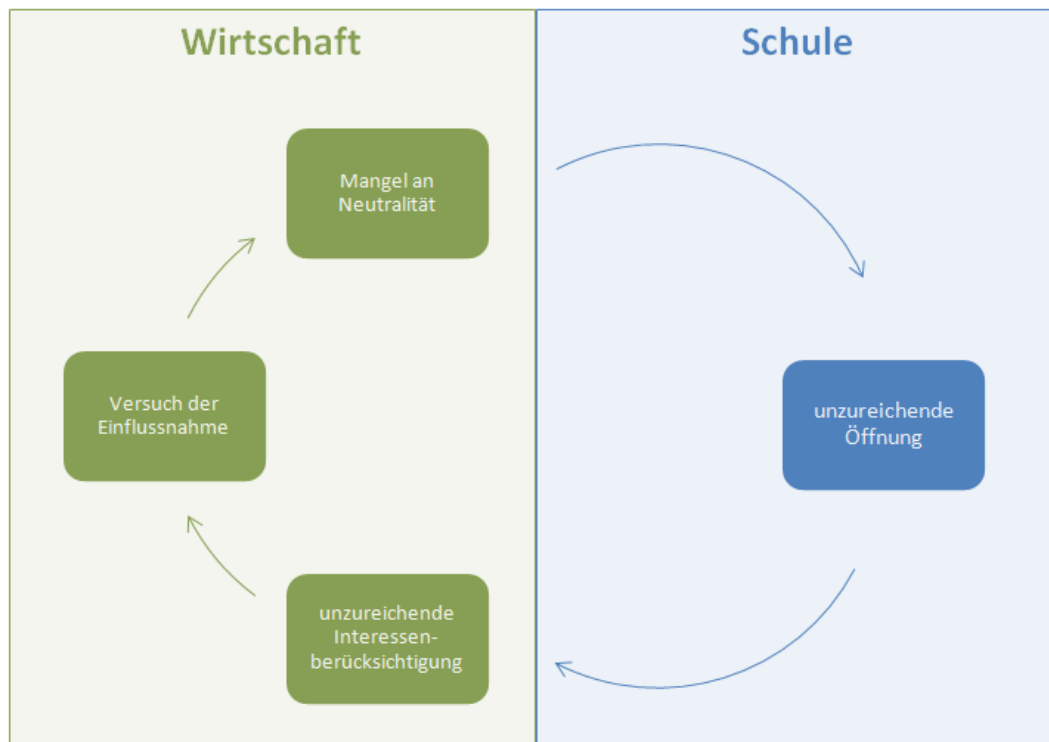 Wirtschaft
Schule
Mangel an
Neutralität
Versuch der
Einflussnahme
unzureichende
Öffnung
unzureichende
Interessen-
berücksichtigung